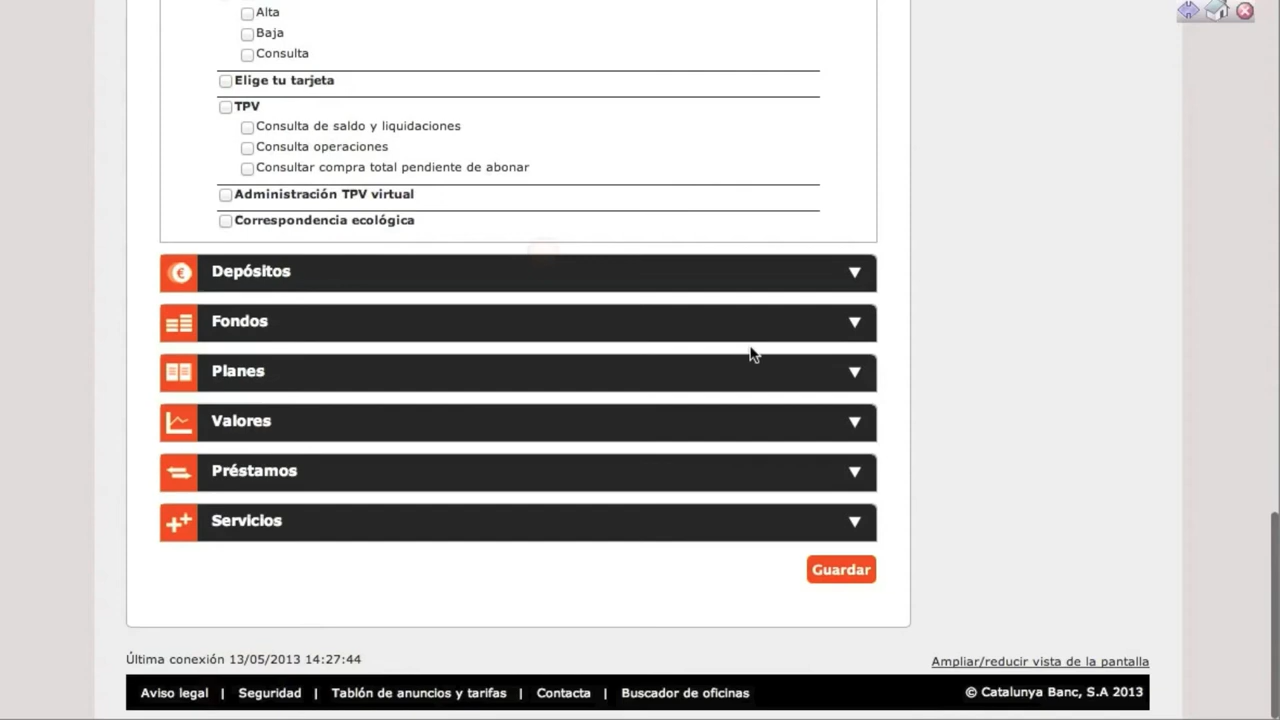 Alta
Baja
Consulta
Elige tu tarjeta
TPV
Consulta de saldo y liquidaciones
Consulta operaciones
Consultar compra total pendiente de abonar
Administración TPV virtual
Correspondencia ecológica
€ Depósitos
Fondos
Planes
Valores
Préstamos
Servicios
Guardar
Última conexión 13/05/2013 14:27:44
Ampliar/reducir vista de la pantalla
Aviso legal | Seguridad | Tablón de anuncios y tarifas | Contacta | Buscador de oficinas © Catalunya Banc, S.A 2013